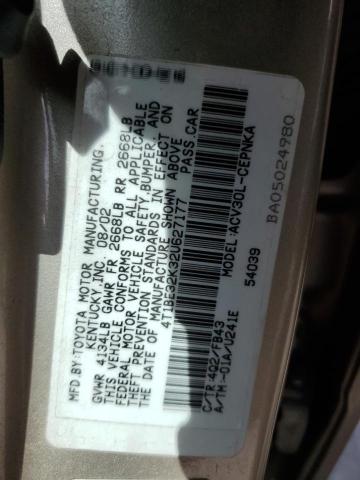 MFD.BY:TOYOTA MOTOR MANUFACTURING,
KENTUCKY,INC. 08/02
GVWR 4134LB GAWR FR 2668LB RR 2668LB
THIS VEHICLE CONFORMS TO ALL APPLICABLE
FEDERAL MOTOR VEHICLE SAFETY,BUMPER, AND
THEFT PREVENTION STANDARDS IN EFFECT ON
THE DATE OF MANUFACTURE SHOWN ABOVE.
4T1BE32K32U627177 PASS.CAR
MODEL:ACV30L-CEPNKA
54039
C/TR:4Q2/FB43
A/TM:-01A/U241E
BA05024980